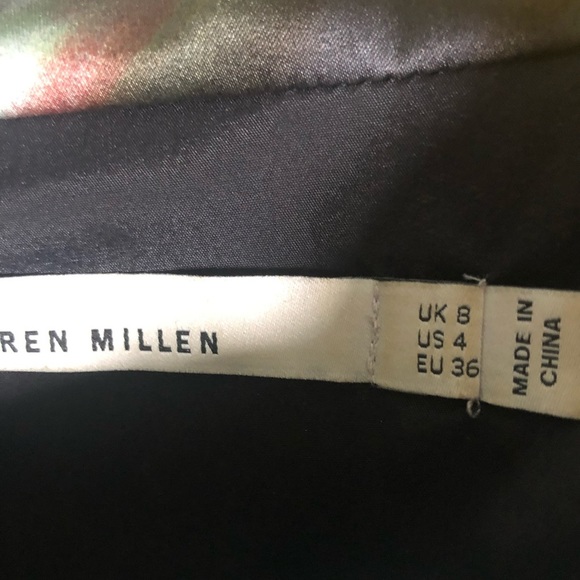 REN MILLEN
UK 8
US 4
EU 36
MADE IN
CHINA